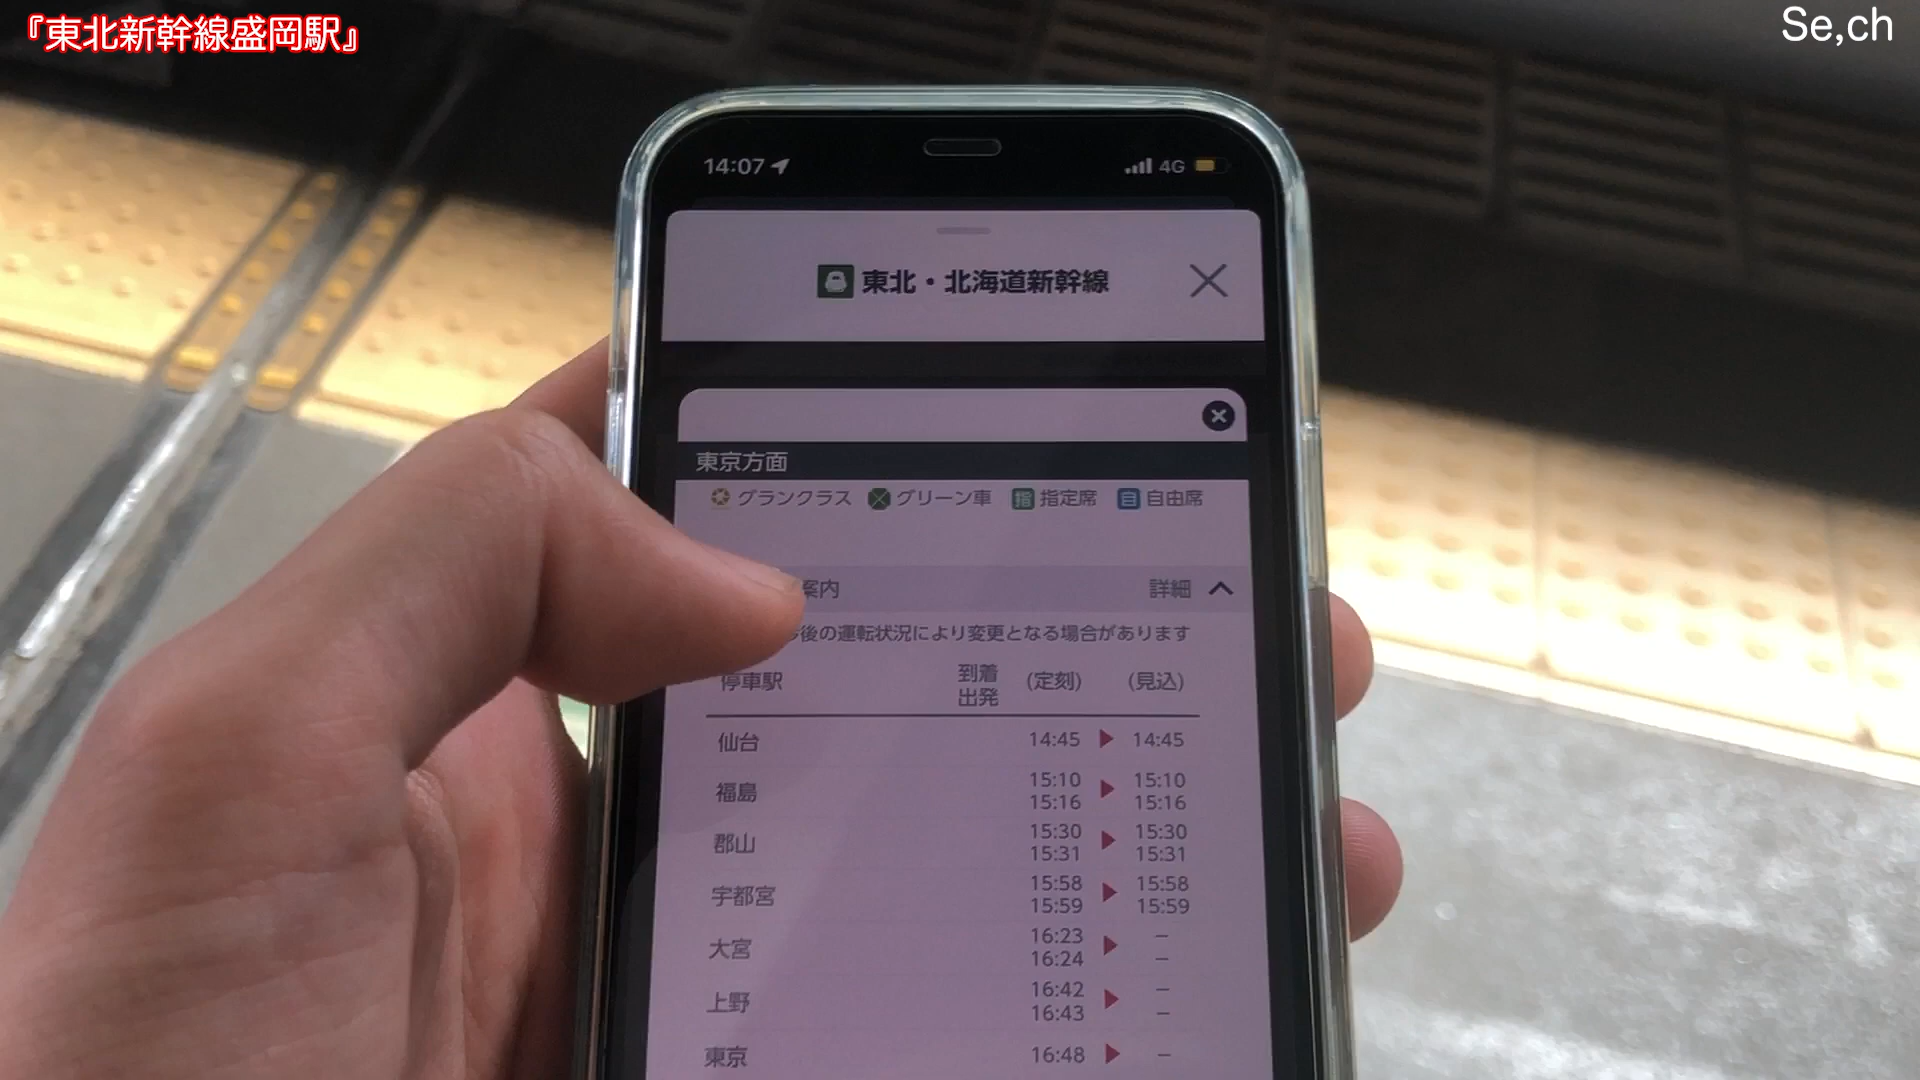 『東北新幹線盛岡駅』
Se,ch
14:07
4G
東北・北海道新幹線
東京方面
グランクラス グリーン車 指 指定席 自 自由席
案内 詳細
後の運転状況により変更となる場合があります
停車駅 到着 出発 (定刻) (見込)
仙台 14:45 ▶ 14:45
福島 15:10 ▶ 15:10
15:16 15:16
郡山 15:30 ▶ 15:30
15:31 15:31
宇都宮 15:58 ▶ 15:58
15:59 15:59
大宮 16:23 ▶ –
16:24 –
上野 16:42 ▶ –
16:43 –
東京 16:48 ▶ –